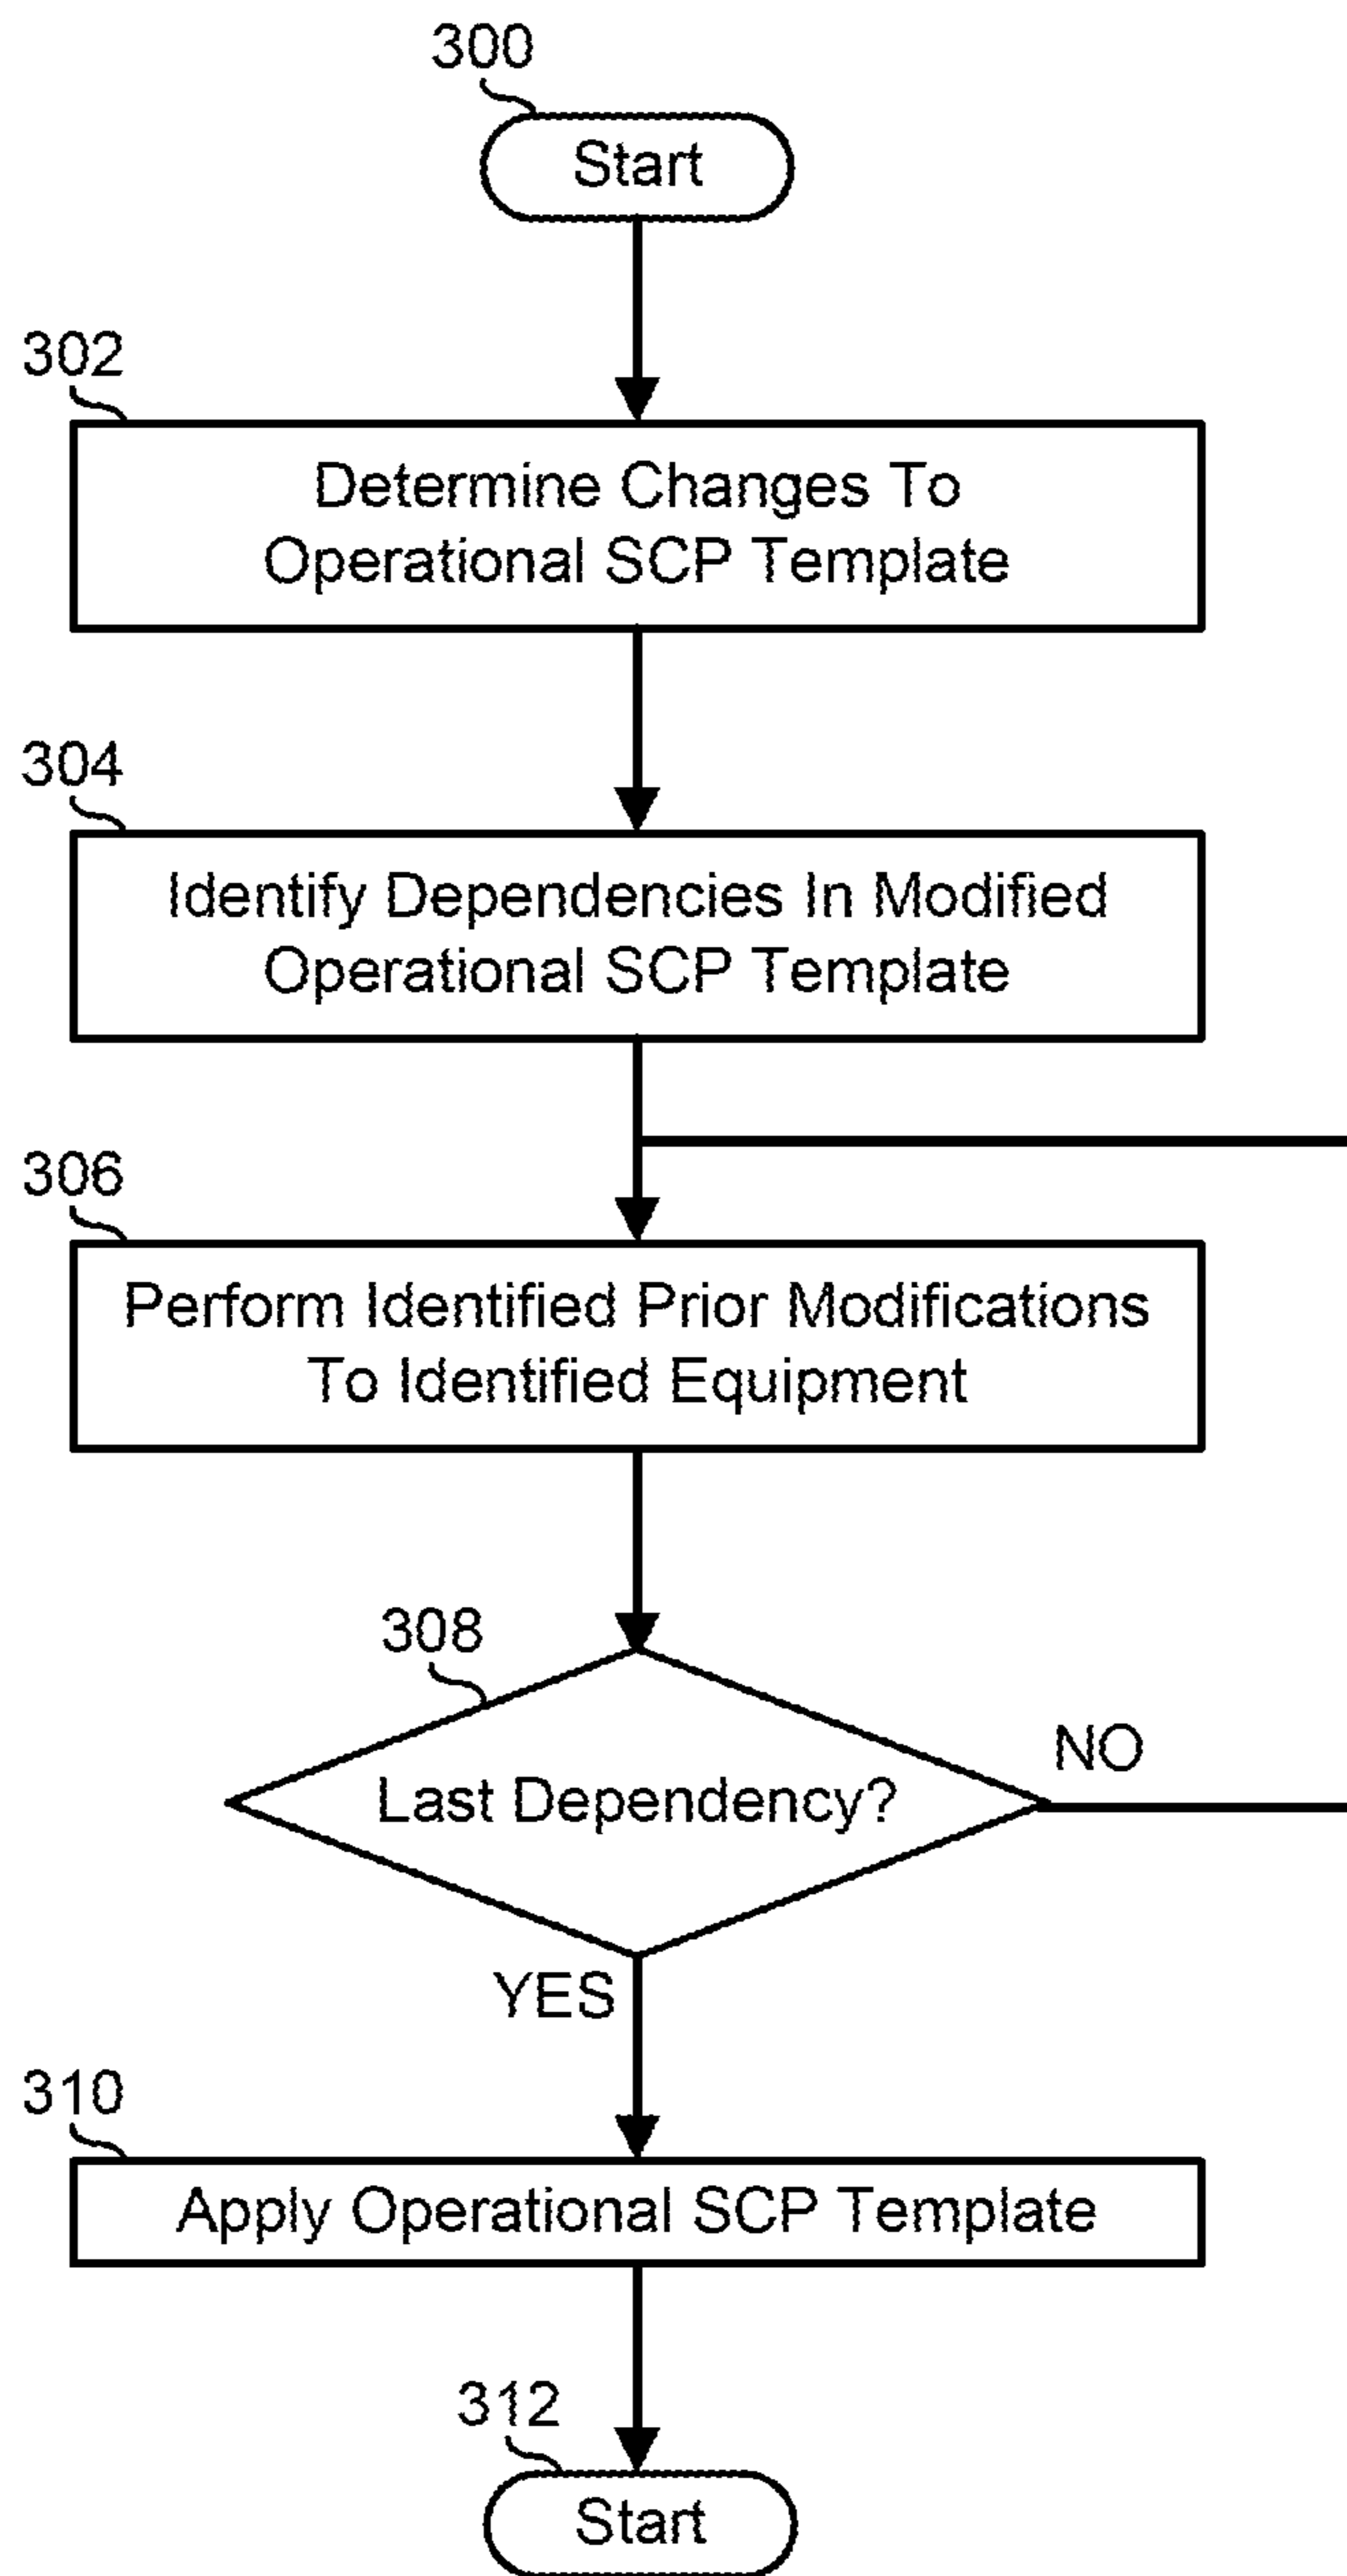 300
Start
302
Determine Changes To
Operational SCP Template
304
Identify Dependencies In Modified
Operational SCP Template
306
Perform Identified Prior Modifications
To Identified Equipment
308
Last Dependency?
NO
YES
310
Apply Operational SCP Template
312
Start